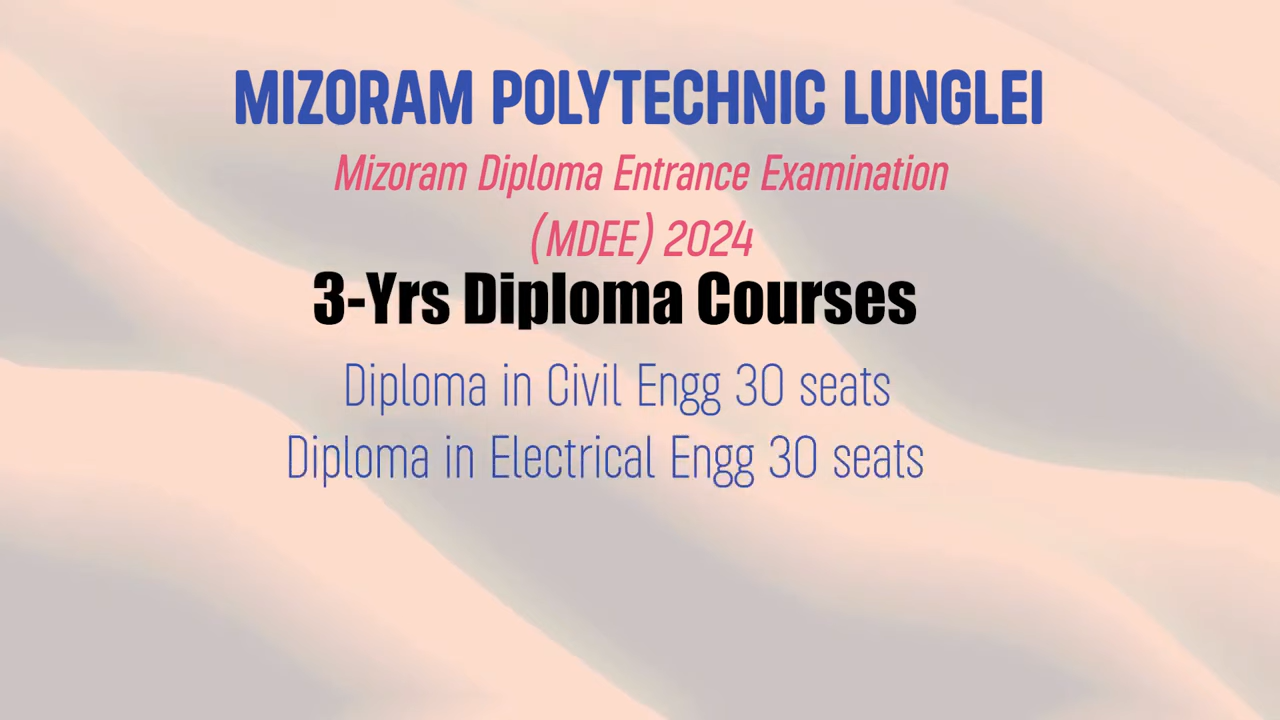 MIZORAM POLYTECHNIC LUNGLEI
Mizoram Diploma Entrance Examination
(MDEE) 2024
3-Yrs Diploma Courses
Diploma in Civil Engg 30 seats
Diploma in Electrical Engg 30 seats